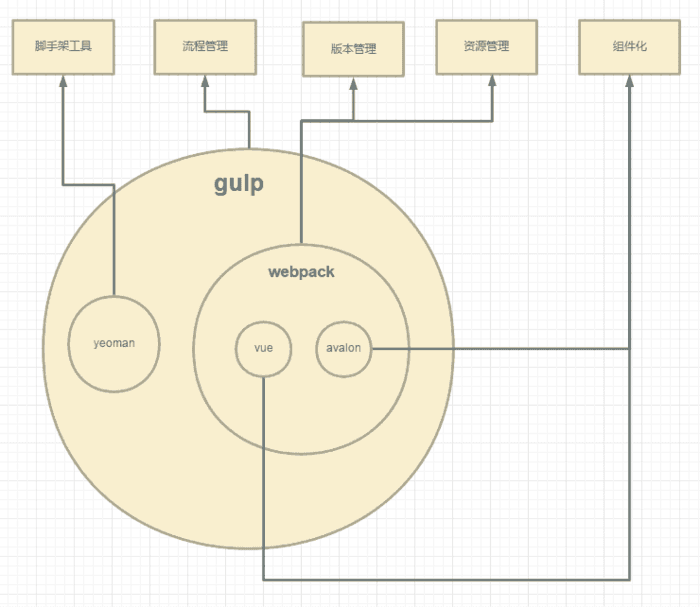 脚手架工具
流程管理
版本管理
资源管理
组件化
gulp
webpack
yeoman
vue
avalon